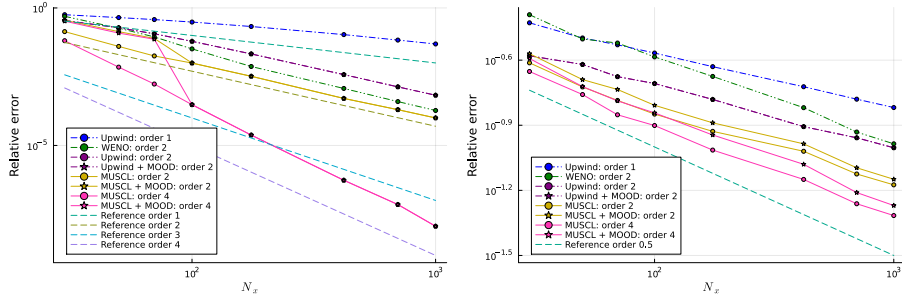 Relative error
10^0
10^-5
Upwind: order 1
WENO: order 2
Upwind: order 2
Upwind + MOOD: order 2
MUSCL: order 2
MUSCL + MOOD: order 2
MUSCL: order 4
MUSCL + MOOD: order 4
Reference order 1
Reference order 2
Reference order 3
Reference order 4
10^2
10^3
N_x
Relative error
10^-0.6
10^-0.9
10^-1.2
10^-1.5
Upwind: order 1
WENO: order 2
Upwind: order 2
Upwind + MOOD: order 2
MUSCL: order 2
MUSCL + MOOD: order 2
MUSCL: order 4
MUSCL + MOOD: order 4
Reference order 0.5
10^2
10^3
N_x